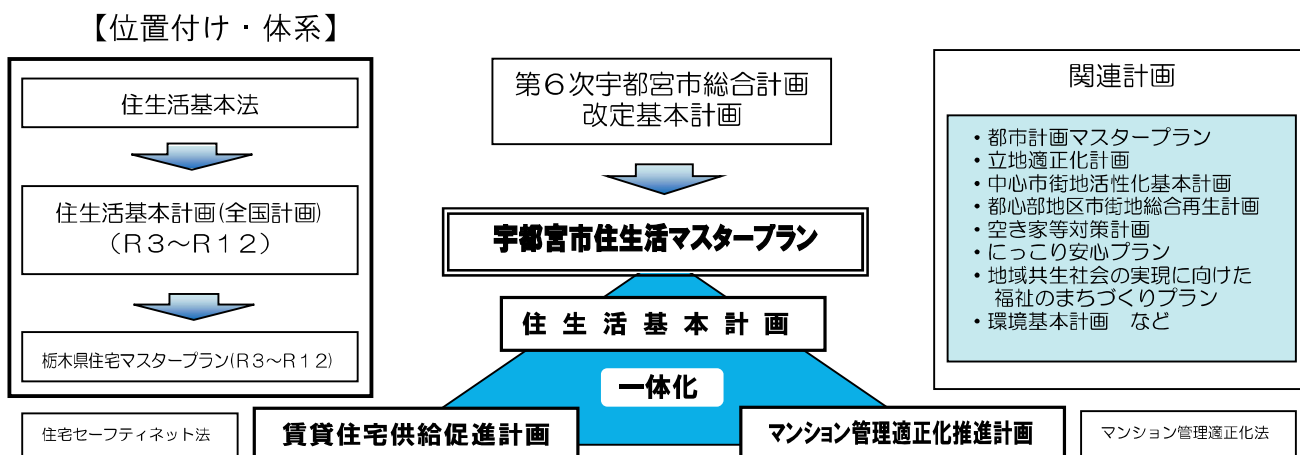 【位置付け・体系】
住生活基本法
住生活基本計画(全国計画)
(R3～R12)
栃木県住宅マスタープラン(R3～R12)
住宅セーフティネット法
第6次宇都宮市総合計画
改定基本計画
宇都宮市住生活マスタープラン
住生活基本計画
一体化
賃貸住宅供給促進計画
マンション管理適正化推進計画
関連計画
・都市計画マスタープラン
・立地適正化計画
・中心市街地活性化基本計画
・都心部地区市街地総合再生計画
・空き家等対策計画
・にっこり安心プラン
・地域共生社会の実現に向けた
福祉のまちづくりプラン
・環境基本計画　など
マンション管理適正化法